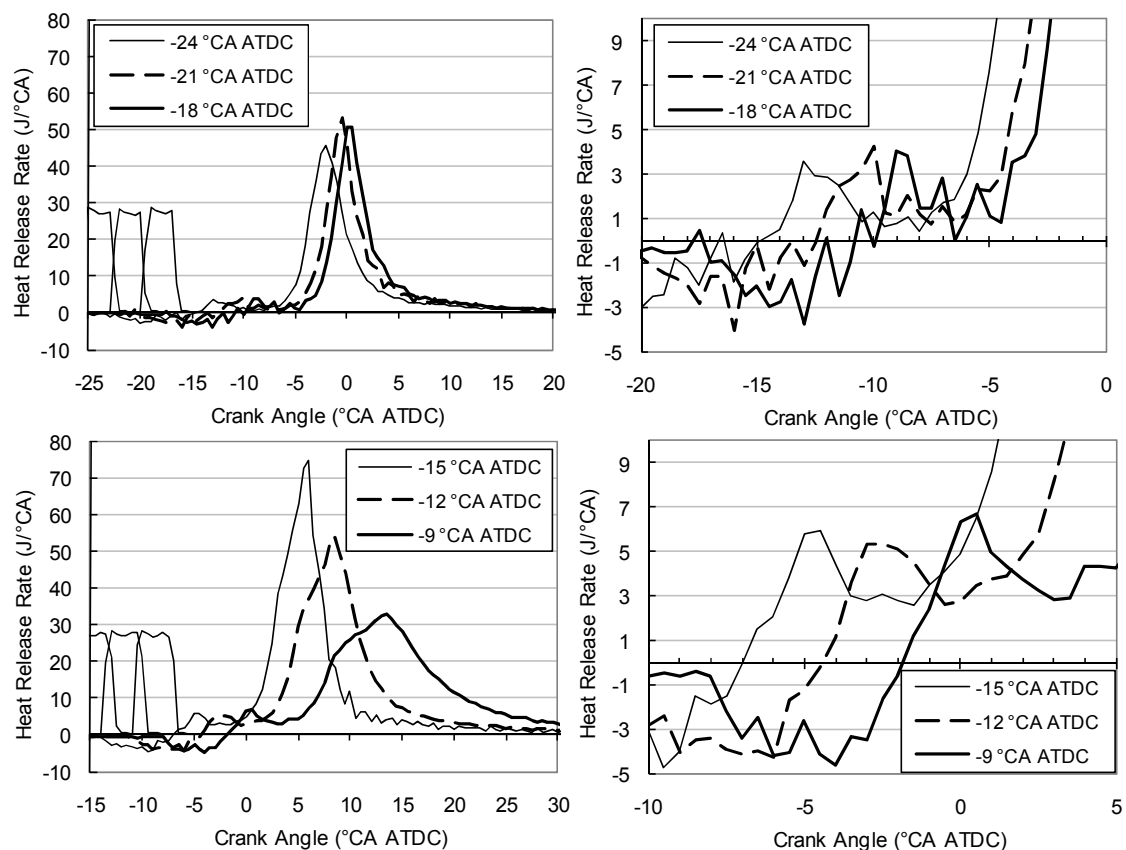 80
70
60
50
40
30
20
10
0
-10
Heat Release Rate (J/°CA)
-24 °CA ATDC
-21 °CA ATDC
-18 °CA ATDC
-25 -20 -15 -10 -5 0 5 10 15 20
Crank Angle (°CA ATDC)
9
7
5
3
1
-1
-3
-5
Heat Release Rate (J/°CA)
-24 °CA ATDC
-21 °CA ATDC
-18 °CA ATDC
-20 -15 -10 -5 0
Crank Angle (°CA ATDC)
80
70
60
50
40
30
20
10
0
-10
Heat Release Rate (J/°CA)
-15 °CA ATDC
-12 °CA ATDC
-9 °CA ATDC
-15 -10 -5 0 5 10 15 20 25 30
Crank Angle (°CA ATDC)
9
7
5
3
1
-1
-3
-5
Heat Release Rate (J/°CA)
-15 °CA ATDC
-12 °CA ATDC
-9 °CA ATDC
-10 -5 0 5
Crank Angle (°CA ATDC)